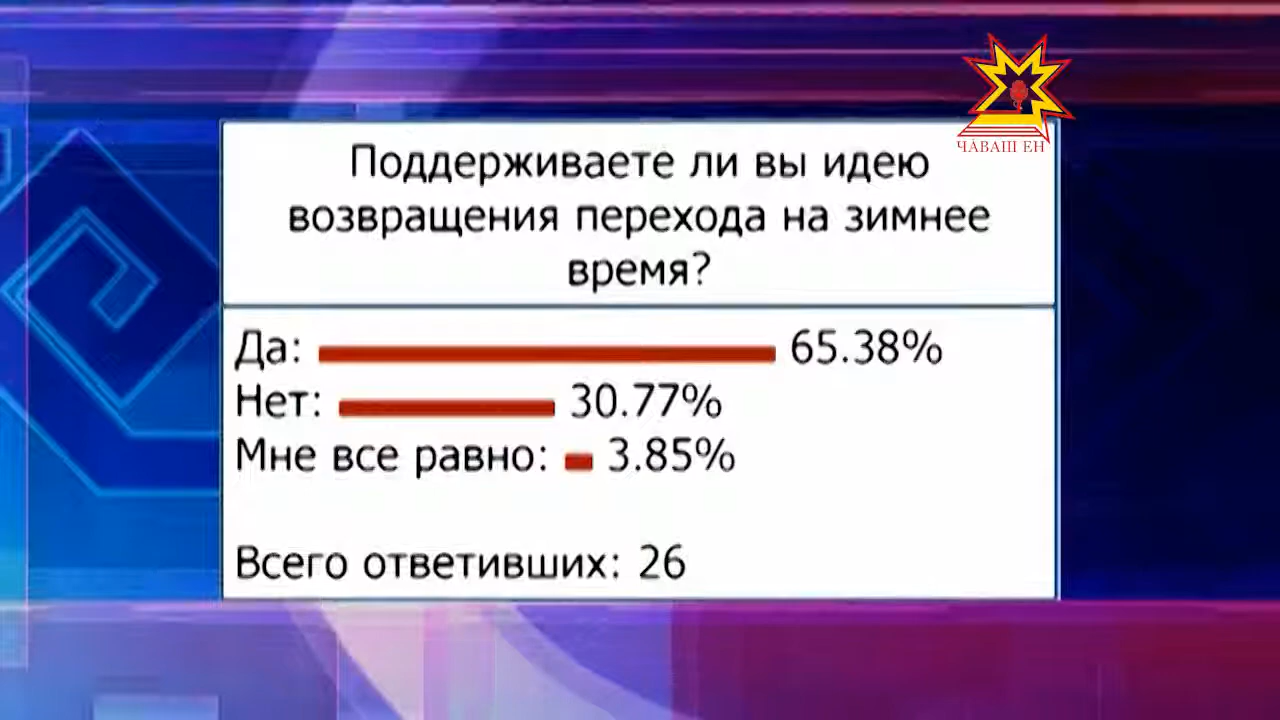 ЧӐВАШ ЕН
Поддерживаете ли вы идею
возвращения перехода на зимнее
время?
Да: 65.38%
Нет: 30.77%
Мне все равно: 3.85%
Всего ответивших: 26